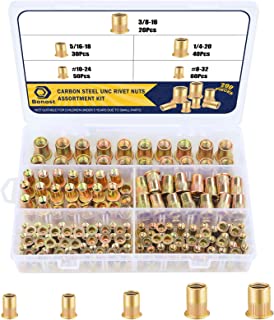 3/8-16
20Pcs
5/16-18
30Pcs
1/4-20
40Pcs
#10-24
50Pcs
#8-32
60Pcs
Bonost
CARBON STEEL UNC RIVET NUTS
ASSORTMENT KIT
NOT SUITABLE FOR CHILDREN UNDER 3 YEARS DUE TO SMALL PARTS
200